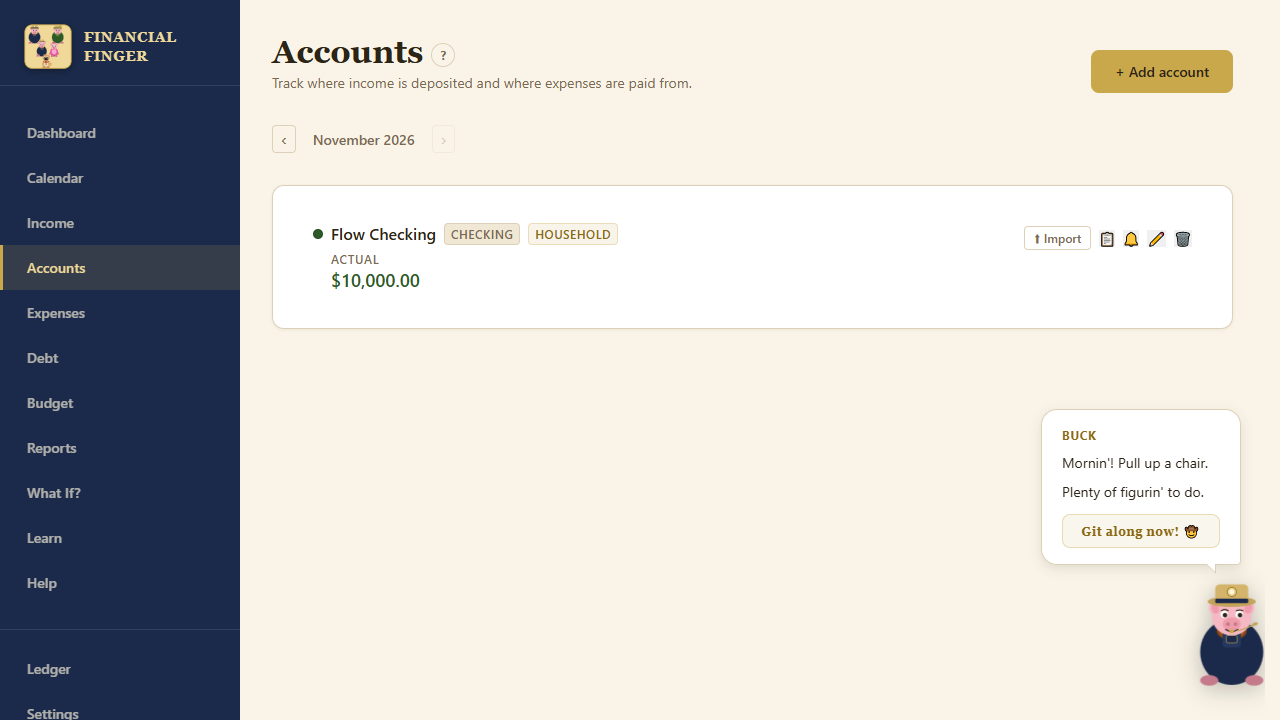 FINANCIAL
FINGER
Dashboard
Calendar
Income
Accounts
Expenses
Debt
Budget
Reports
What If?
Learn
Help
Ledger
Settings
Accounts ?
Track where income is deposited and where expenses are paid from.
+ Add account
‹ November 2026 ›
Flow Checking CHECKING HOUSEHOLD
ACTUAL
$10,000.00
⬆ Import
BUCK
Mornin'! Pull up a chair.
Plenty of figurin' to do.
Git along now! 🤠